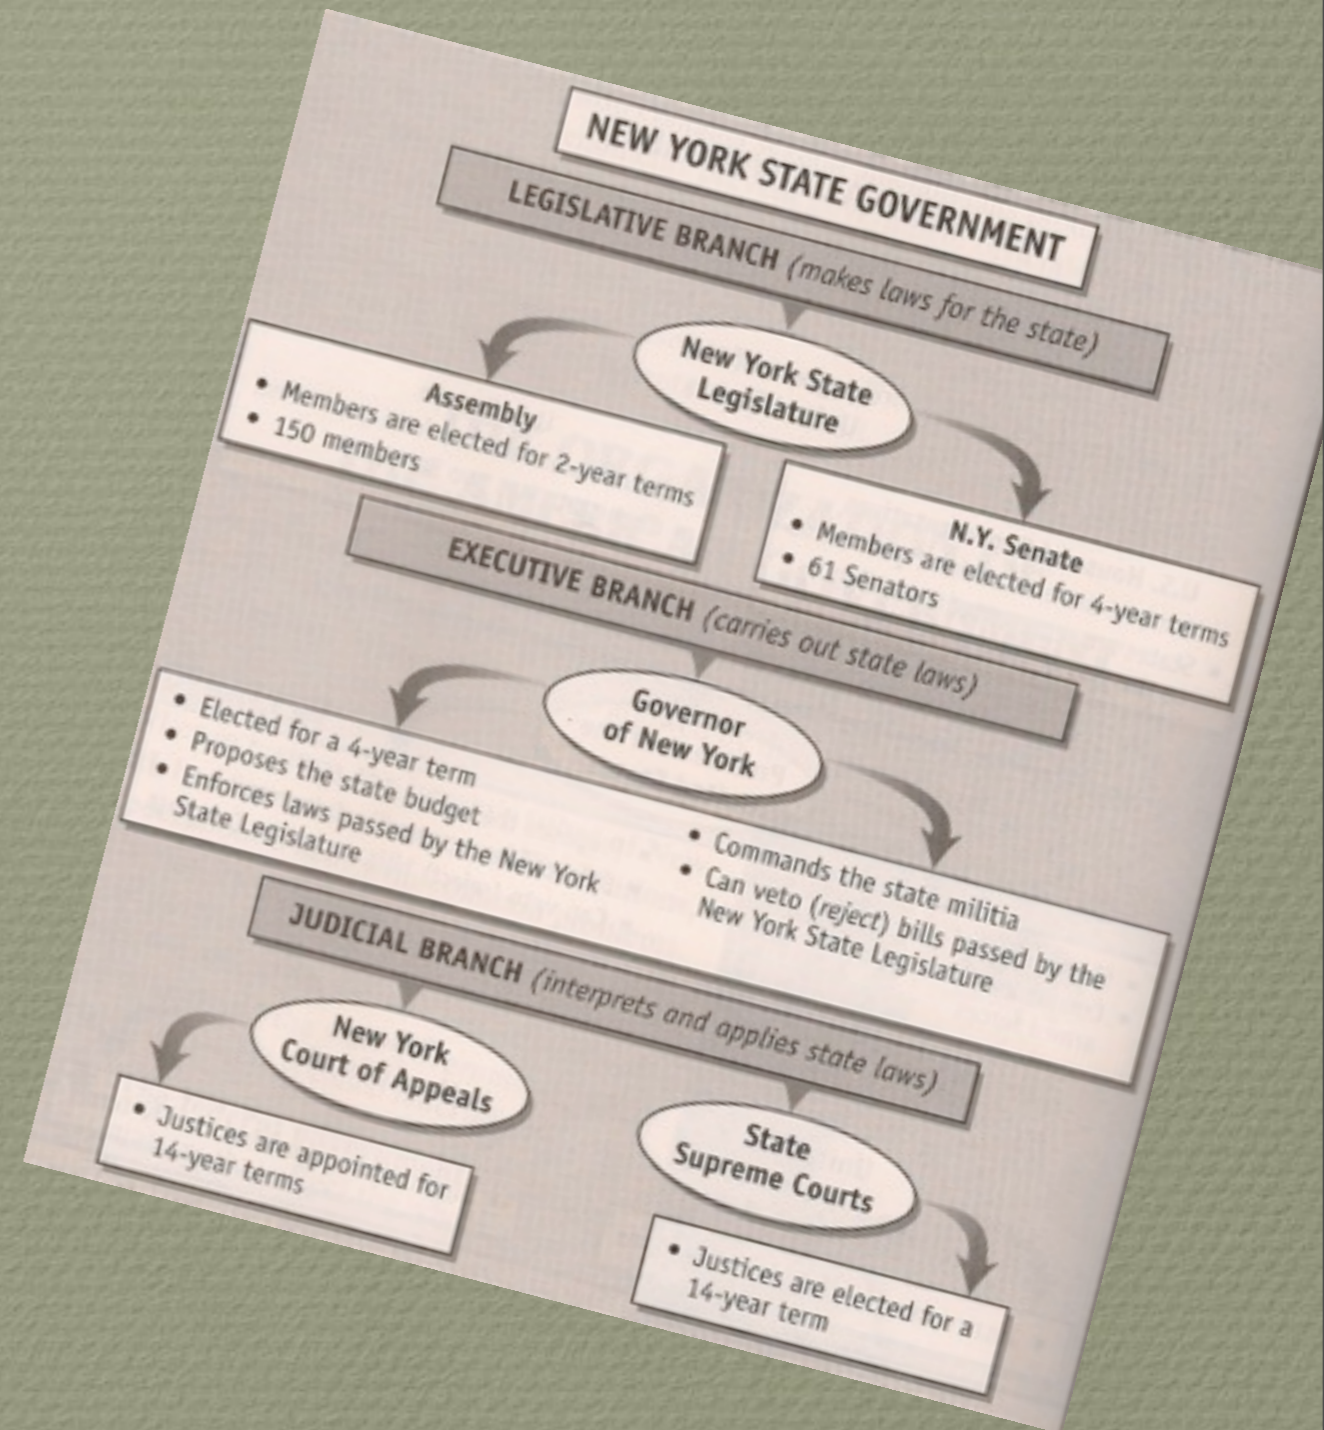 NEW YORK STATE GOVERNMENT
LEGISLATIVE BRANCH (makes laws for the state)
New York State
Legislature
Assembly
• Members are elected for 2-year terms
• 150 members
N.Y. Senate
• Members are elected for 4-year terms
• 61 Senators
EXECUTIVE BRANCH (carries out state laws)
Governor
of New York
• Elected for a 4-year term
• Proposes the state budget
• Enforces laws passed by the New York
State Legislature
• Commands the state militia
• Can veto (reject) bills passed by the
New York State Legislature
JUDICIAL BRANCH (interprets and applies state laws)
New York
Court of Appeals
• Justices are appointed for
14-year terms
State
Supreme Courts
• Justices are elected for a
14-year term